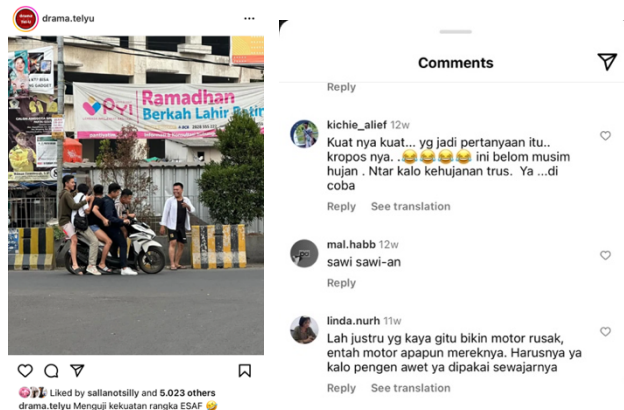 drama.telyu
drama
telyu
PYI
Ramadhan
Berkah Lahir
Comments
Reply
kichie_alief 12w
Kuat nya kuat... yg jadi pertanyaan itu..
kropos nya. .😂😂😂😂 ini belom musim
hujan . Ntar kalo kehujanan trus. Ya ...di
coba
Reply See translation
mal.habb 12w
sawi sawi-an
Reply
linda.nurh 11w
Lah justru yg kaya gitu bikin motor rusak,
entah motor apapun mereknya. Harusnya ya
kalo pengen awet ya dipakai sewajarnya
Reply See translation
Liked by sallanotsilly and 5.023 others
drama.telyu Menguji kekuatan rangka ESAF 🤣